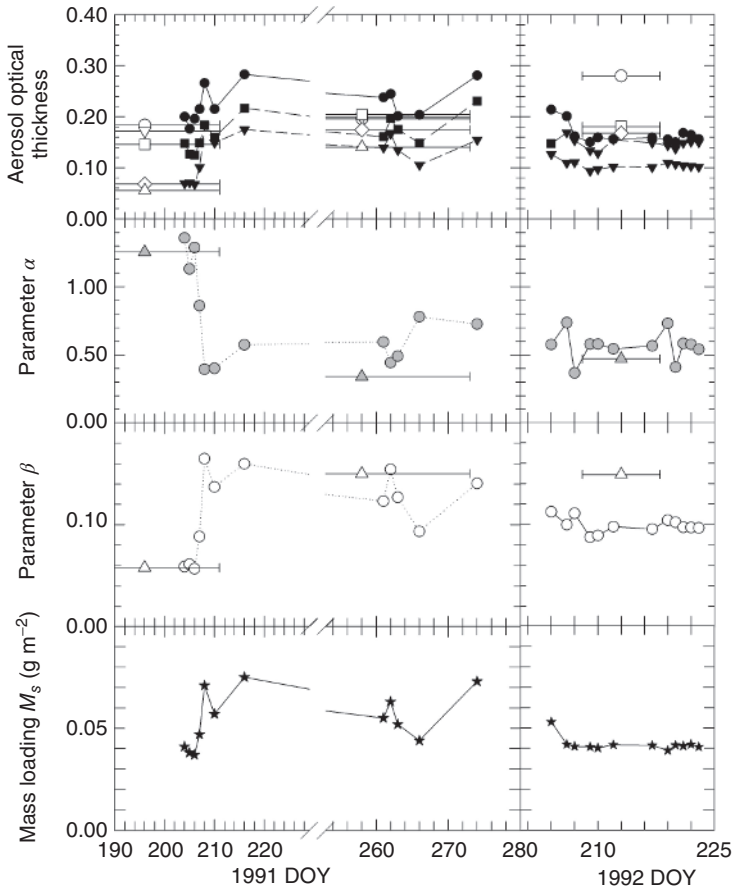 0.40
0.30
0.20
0.10
0.00
Aerosol optical
thickness
1.00
0.50
0.00
Parameter α
0.10
0.00
Parameter β
0.05
0.00
Mass loading Ms (g m−2)
190 200 210 220 260 270 280 210 225
1991 DOY 1992 DOY